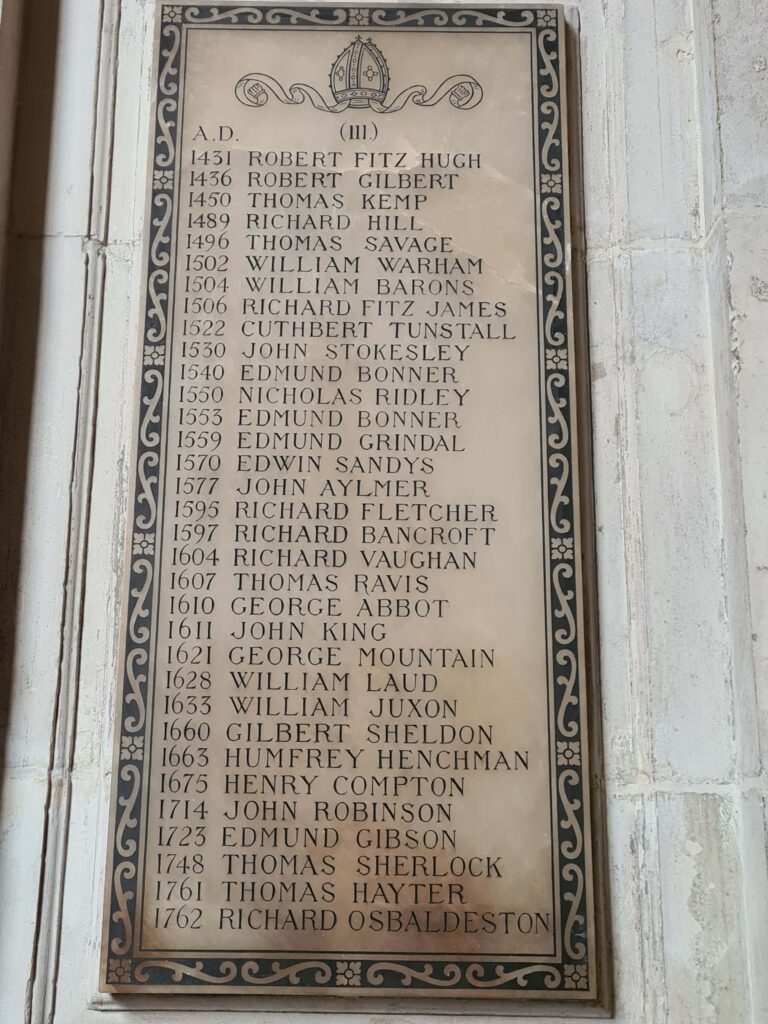 (III.)
A.D.
1431 ROBERT FITZ HUGH
1436 ROBERT GILBERT
1450 THOMAS KEMP
1489 RICHARD HILL
1496 THOMAS SAVAGE
1502 WILLIAM WARHAM
1504 WILLIAM BARONS
1506 RICHARD FITZ JAMES
1522 CUTHBERT TUNSTALL
1530 JOHN STOKESLEY
1540 EDMUND BONNER
1550 NICHOLAS RIDLEY
1553 EDMUND BONNER
1559 EDMUND GRINDAL
1570 EDWIN SANDYS
1577 JOHN AYLMER
1595 RICHARD FLETCHER
1597 RICHARD BANCROFT
1604 RICHARD VAUGHAN
1607 THOMAS RAVIS
1610 GEORGE ABBOT
1611 JOHN KING
1621 GEORGE MOUNTAIN
1628 WILLIAM LAUD
1633 WILLIAM JUXON
1660 GILBERT SHELDON
1663 HUMFREY HENCHMAN
1675 HENRY COMPTON
1714 JOHN ROBINSON
1723 EDMUND GIBSON
1748 THOMAS SHERLOCK
1761 THOMAS HAYTER
1762 RICHARD OSBALDESTON